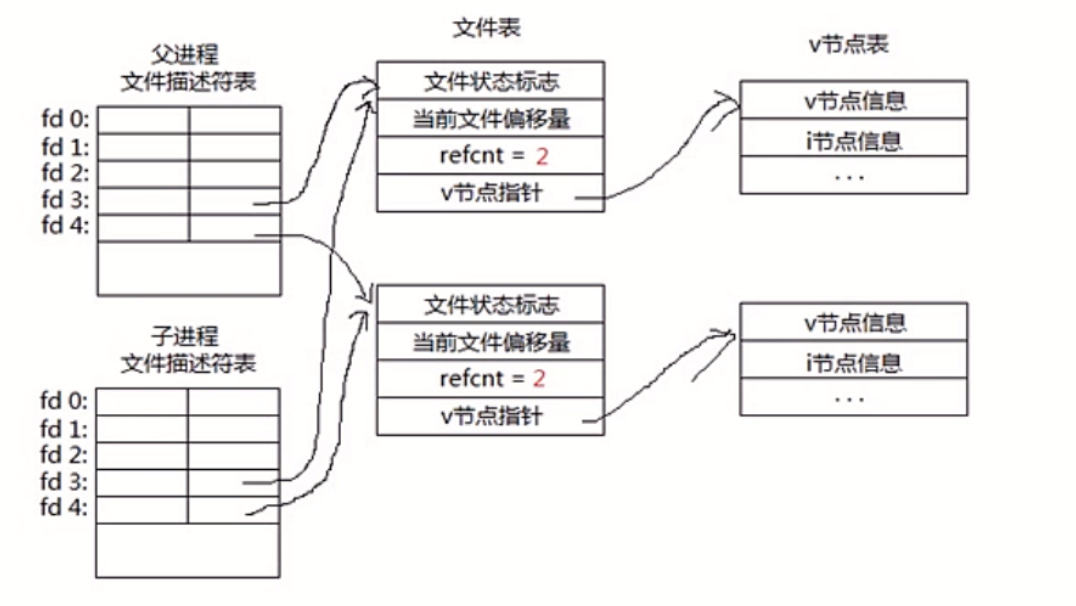 父进程
文件描述符表
fd 0:
fd 1:
fd 2:
fd 3:
fd 4:
子进程
文件描述符表
fd 0:
fd 1:
fd 2:
fd 3:
fd 4:
文件表
文件状态标志
当前文件偏移量
refcnt = 2
v节点指针
文件状态标志
当前文件偏移量
refcnt = 2
v节点指针
v节点表
v节点信息
i节点信息
...
v节点信息
i节点信息
...